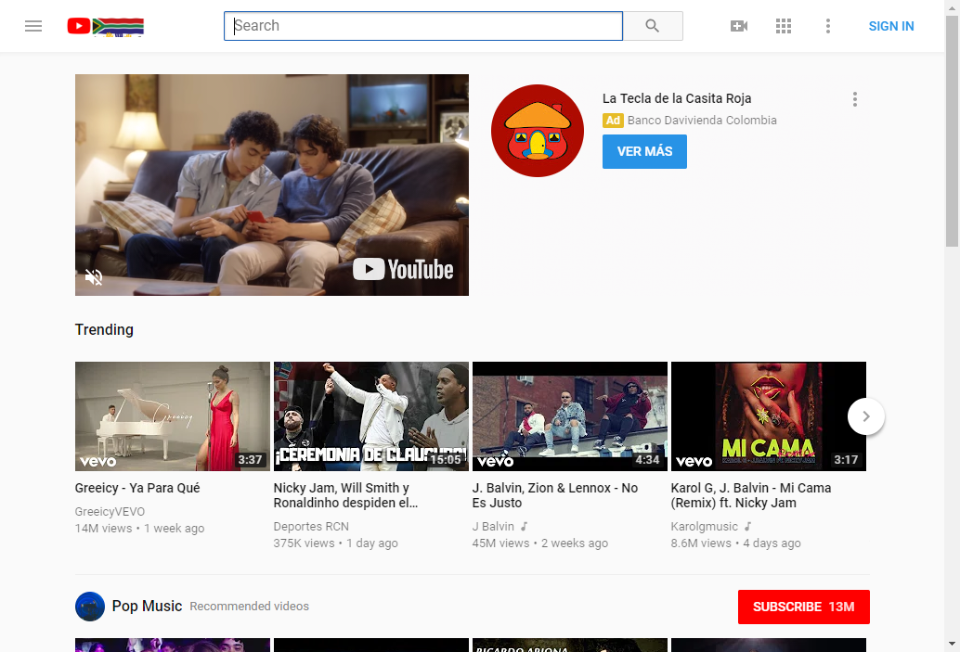 Search
SIGN IN
La Tecla de la Casita Roja
Ad Banco Davivienda Colombia
VER MÁS
YouTube
Trending
Greeicy
vevo
3:37
¡CEREMONIA DE CLAUSURA!
15:05
vevo
4:34
MI CAMA
vevo
3:17
Greeicy - Ya Para Qué
GreeicyVEVO
14M views • 1 week ago
Nicky Jam, Will Smith y
Ronaldinho despiden el...
Deportes RCN
375K views • 1 day ago
J. Balvin, Zion & Lennox - No
Es Justo
J Balvin
45M views • 2 weeks ago
Karol G, J. Balvin - Mi Cama
(Remix) ft. Nicky Jam
Karolgmusic
8.6M views • 4 days ago
Pop Music Recommended videos
SUBSCRIBE 13M
RICARDO ARJONA